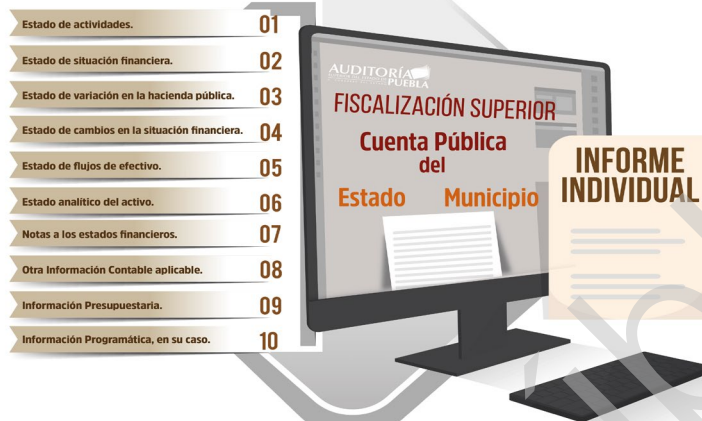 Estado de actividades. 01
Estado de situación financiera. 02
Estado de variación en la hacienda pública. 03
Estado de cambios en la situación financiera. 04
Estado de flujos de efectivo. 05
Estado analítico del activo. 06
Notas a los estados financieros. 07
Otra Información Contable aplicable. 08
Información Presupuestaria. 09
Información Programática, en su caso. 10
AUDITORÍA
PUEBLA
FISCALIZACIÓN SUPERIOR
Cuenta Pública
del
Estado Municipio
INFORME
INDIVIDUAL